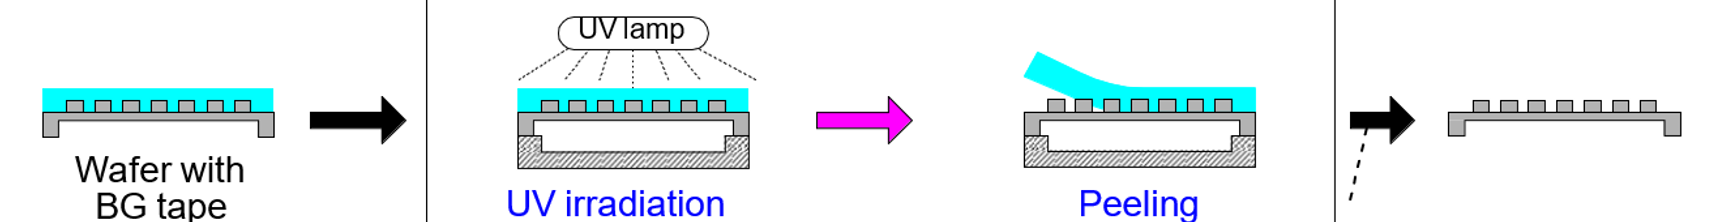 UV lamp
Wafer with
BG tape
UV irradiation
Peeling